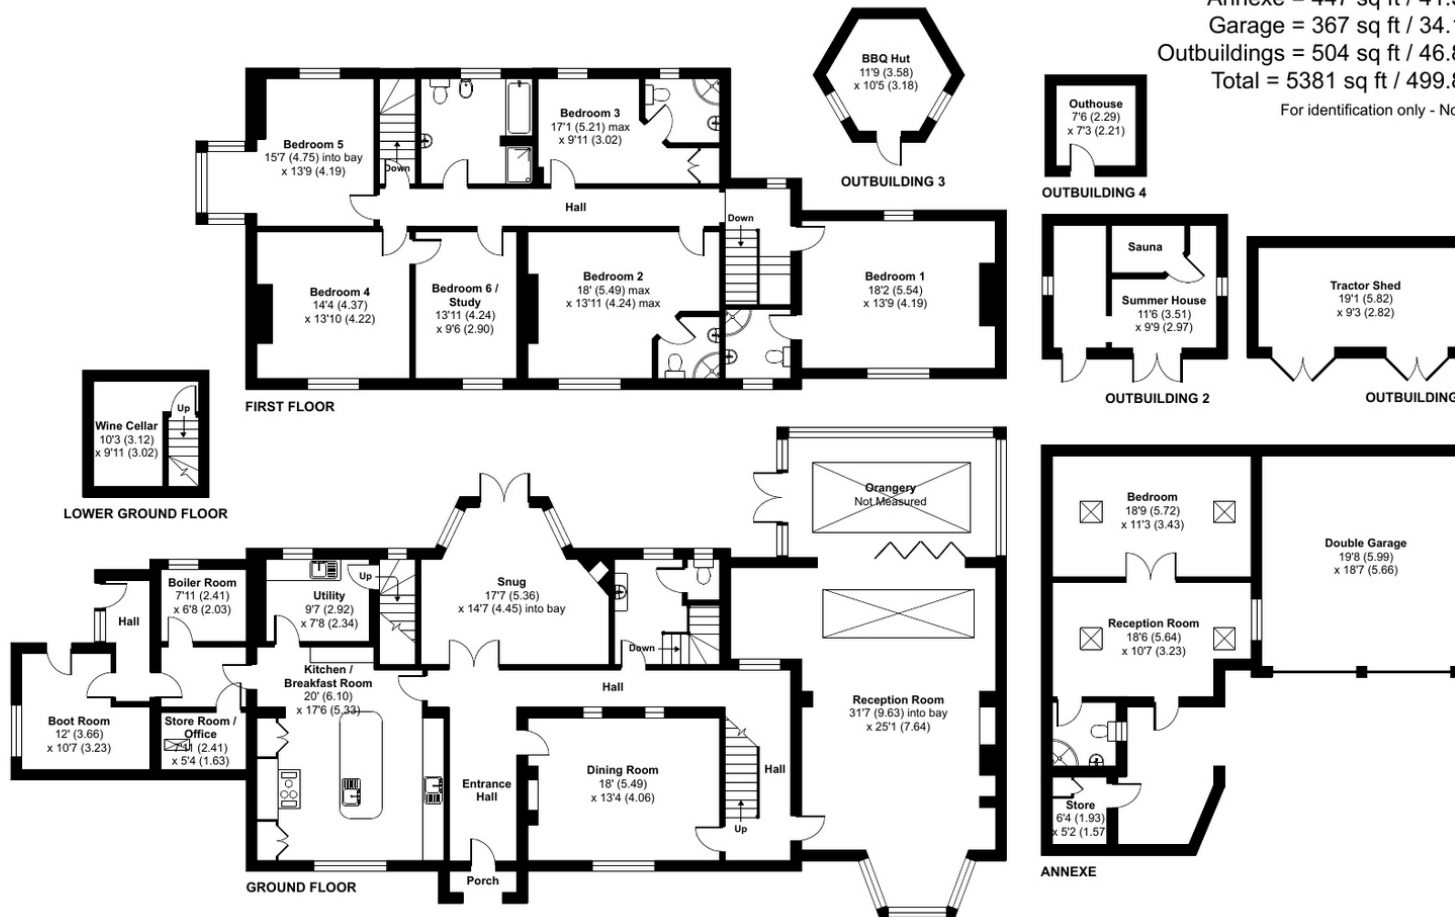 Annexe = 447 sq ft / 41.
Garage = 367 sq ft / 34.
Outbuildings = 504 sq ft / 46.8
Total = 5381 sq ft / 499.8
For identification only - No
BBQ Hut
11'9 (3.58)
x 10'5 (3.18)
OUTBUILDING 3
Outhouse
7'6 (2.29)
x 7'3 (2.21)
OUTBUILDING 4
Bedroom 5
15'7 (4.75) into bay
x 13'9 (4.19)
Down
Bedroom 3
17'1 (5.21) max
x 9'11 (3.02)
Hall
Down
Bedroom 4
14'4 (4.37)
x 13'10 (4.22)
Bedroom 6 /
Study
13'11 (4.24)
x 9'6 (2.90)
Bedroom 2
18' (5.49) max
x 13'11 (4.24) max
Bedroom 1
18'2 (5.54)
x 13'9 (4.19)
FIRST FLOOR
Sauna
Summer House
11'6 (3.51)
x 9'9 (2.97)
OUTBUILDING 2
Tractor Shed
19'1 (5.82)
x 9'3 (2.82)
OUTBUILDING
Wine Cellar
10'3 (3.12)
x 9'11 (3.02)
Up
LOWER GROUND FLOOR
Orangery
Not Measured
Boiler Room
7'11 (2.41)
x 6'8 (2.03)
Hall
Utility
9'7 (2.92)
x 7'8 (2.34)
Up
Snug
17'7 (5.36)
x 14'7 (4.45) into bay
Down
Kitchen /
Breakfast Room
20' (6.10)
x 17'6 (5.33)
Hall
Boot Room
12' (3.66)
x 10'7 (3.23)
Store Room /
Office
7'11 (2.41)
x 5'4 (1.63)
Entrance
Hall
Dining Room
18' (5.49)
x 13'4 (4.06)
Hall
Up
Reception Room
31'7 (9.63) into bay
x 25'1 (7.64)
Porch
GROUND FLOOR
Bedroom
18'9 (5.72)
x 11'3 (3.43)
Double Garage
19'8 (5.99)
x 18'7 (5.66)
Reception Room
18'6 (5.64)
x 10'7 (3.23)
Store
6'4 (1.93)
x 5'2 (1.57
ANNEXE